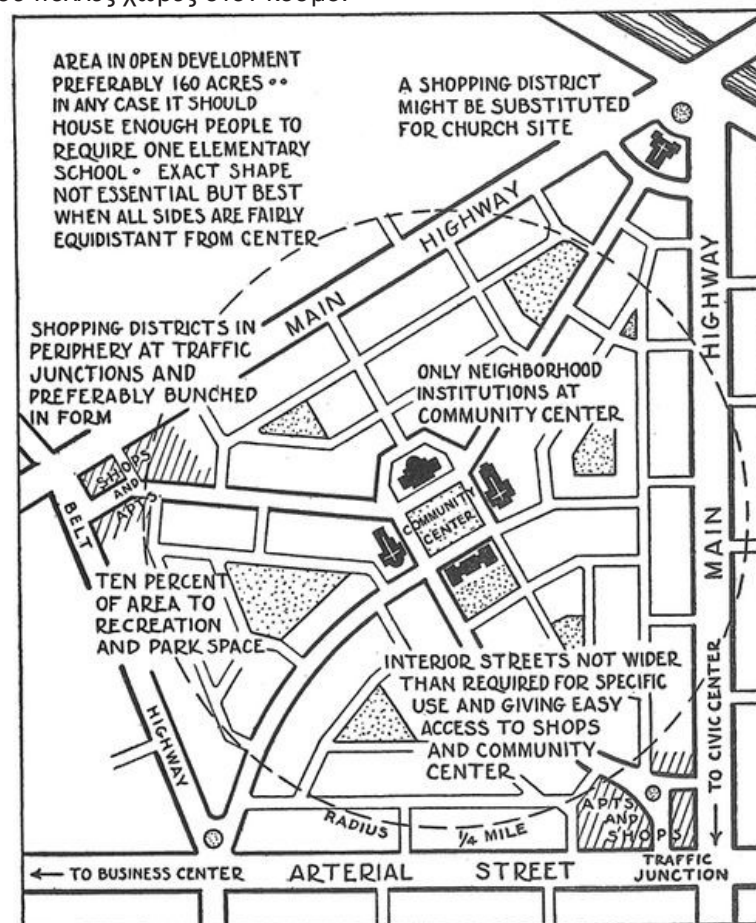 χώρος στον κόσμο.
AREA IN OPEN DEVELOPMENT
PREFERABLY 160 ACRES • •
IN ANY CASE IT SHOULD
HOUSE ENOUGH PEOPLE TO
REQUIRE ONE ELEMENTARY
SCHOOL • EXACT SHAPE
NOT ESSENTIAL BUT BEST
WHEN ALL SIDES ARE FAIRLY
EQUIDISTANT FROM CENTER
A SHOPPING DISTRICT
MIGHT BE SUBSTITUTED
FOR CHURCH SITE
MAIN HIGHWAY
HIGHWAY
MAIN
SHOPPING DISTRICTS IN
PERIPHERY AT TRAFFIC
JUNCTIONS AND
PREFERABLY BUNCHED
IN FORM
ONLY NEIGHBORHOOD
INSTITUTIONS AT
COMMUNITY CENTER
SHOPS
AND
APTS
BELT
HIGHWAY
COMMUNITY
CENTER
TEN PERCENT
OF AREA TO
RECREATION
AND PARK SPACE
INTERIOR STREETS NOT WIDER
THAN REQUIRED FOR SPECIFIC
USE AND GIVING EASY
ACCESS TO SHOPS
AND COMMUNITY
CENTER
TO CIVIC CENTER
APTS
AND
SHOPS
RADIUS 1/4 MILE
TRAFFIC
JUNCTION
← TO BUSINESS CENTER ARTERIAL STREET